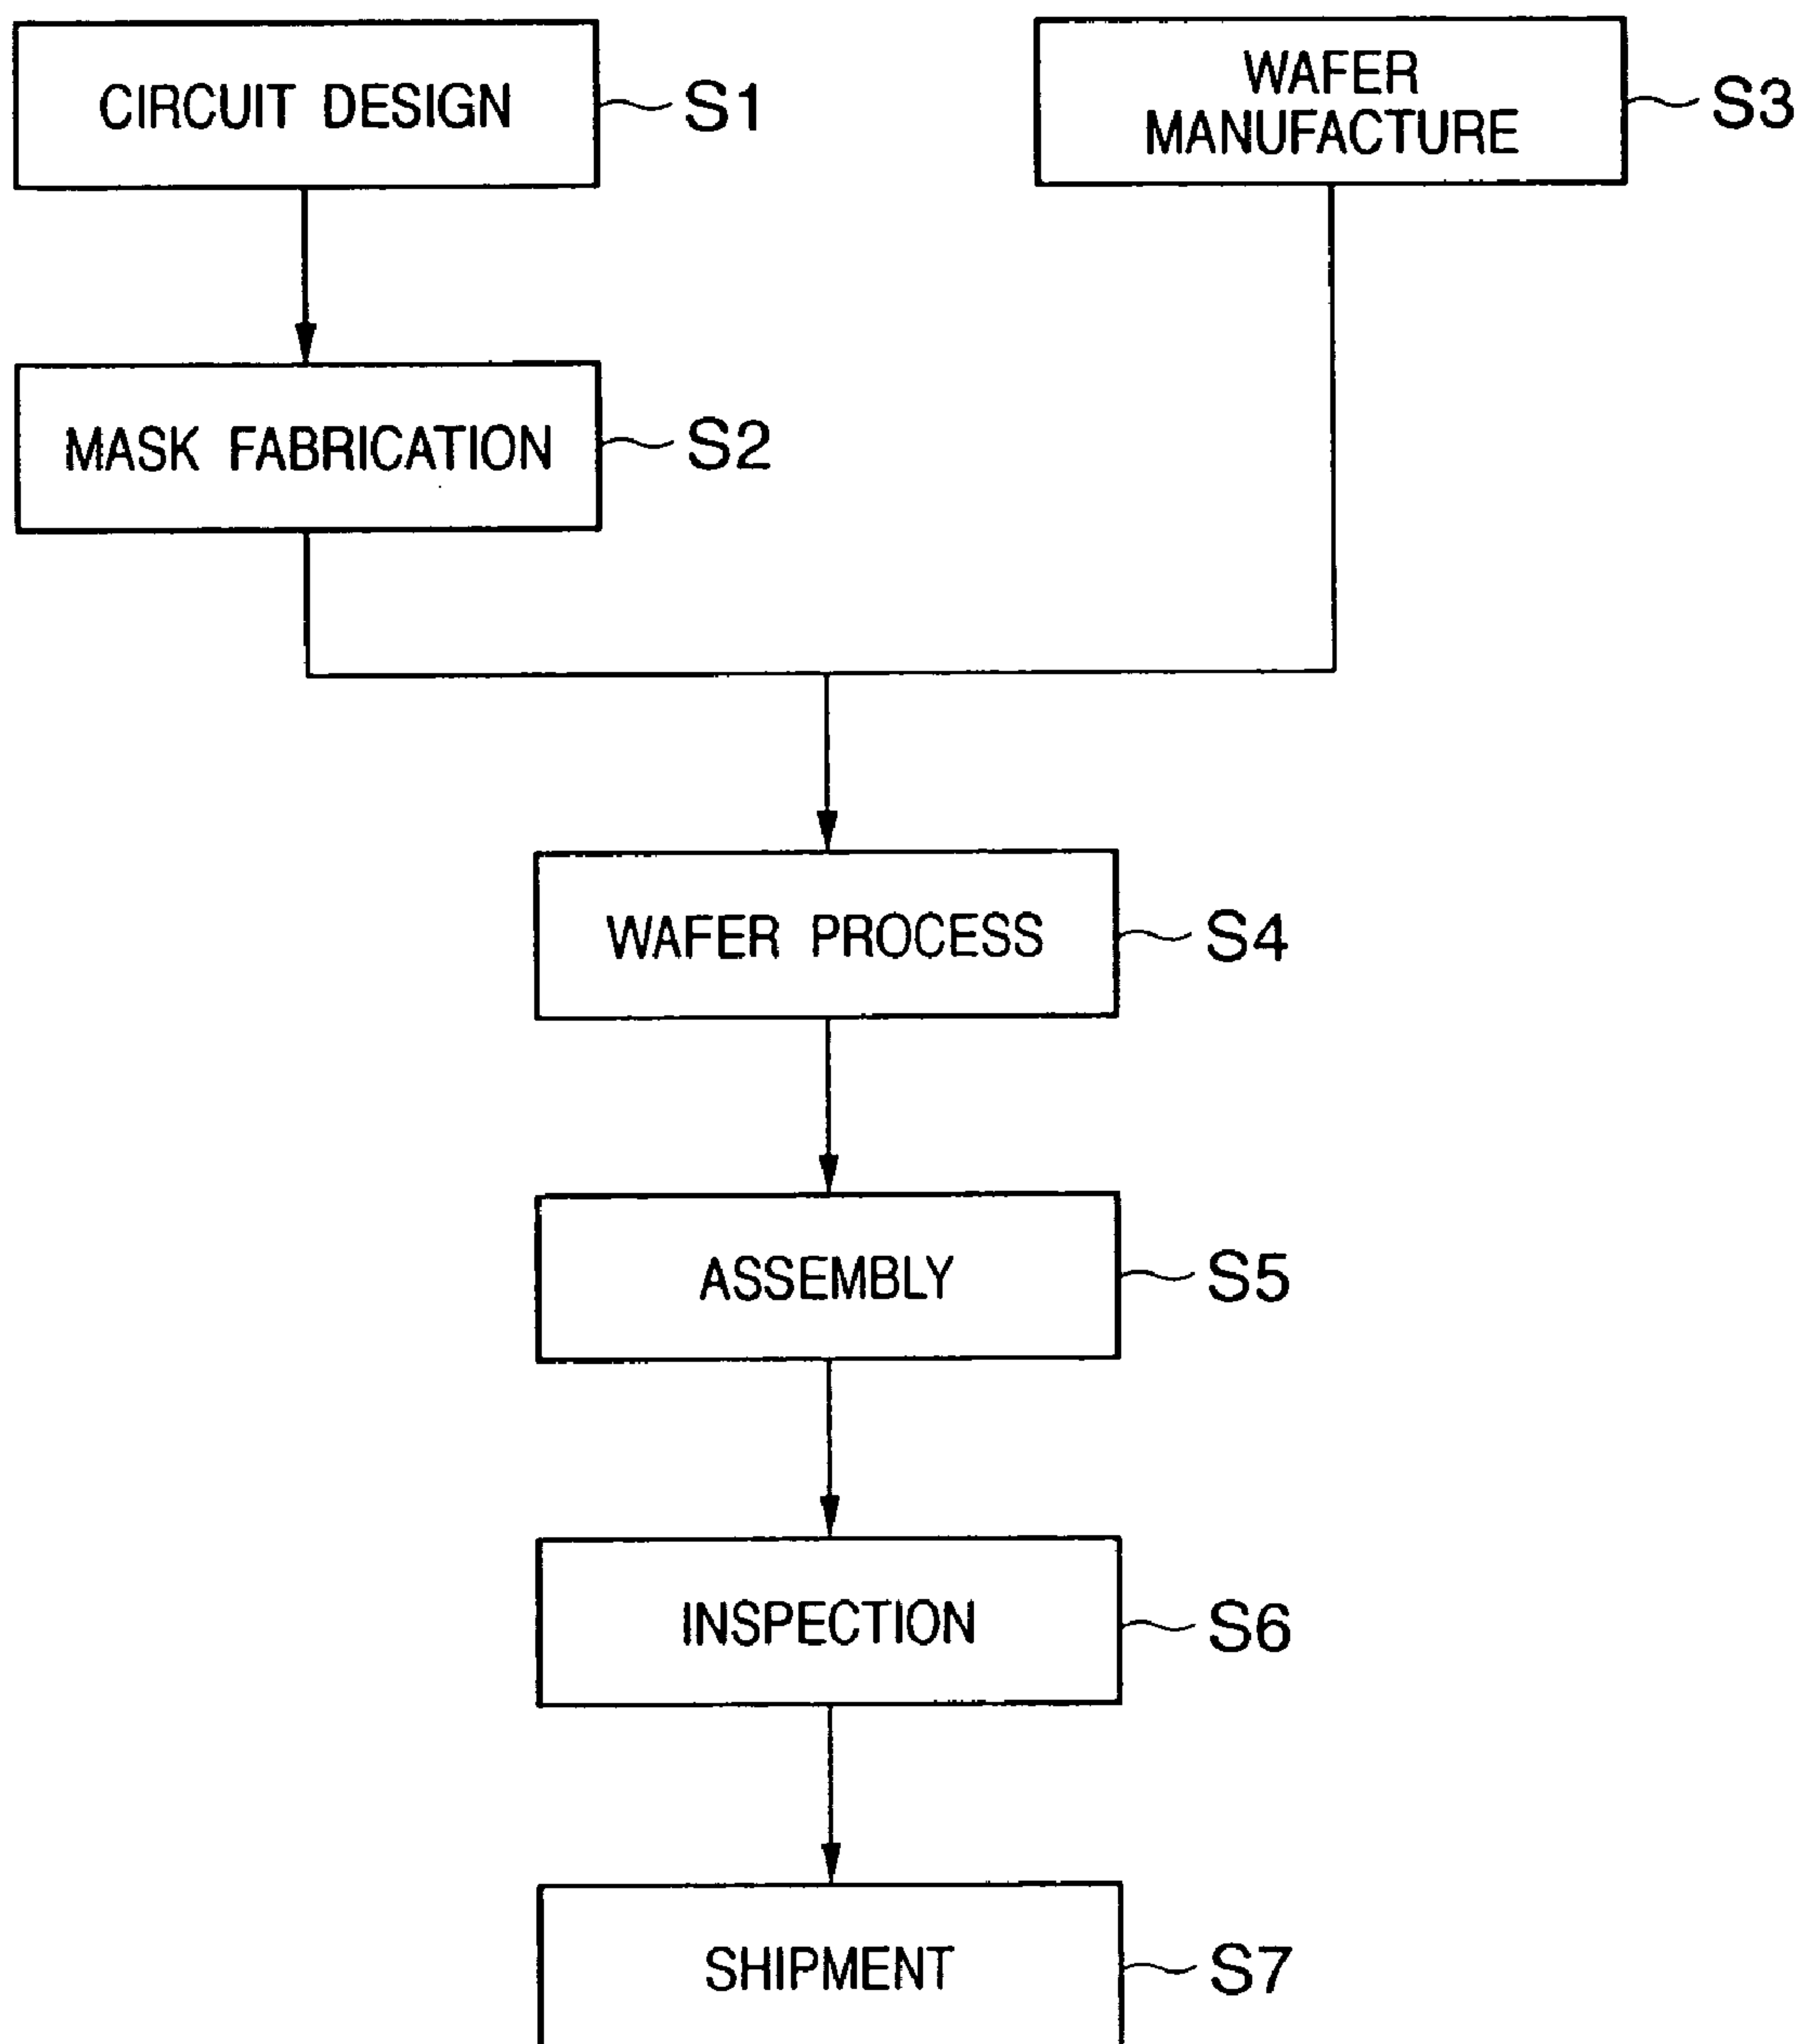 CIRCUIT DESIGN
S1
WAFER
MANUFACTURE
S3
MASK FABRICATION
S2
WAFER PROCESS
S4
ASSEMBLY
S5
INSPECTION
S6
SHIPMENT
S7